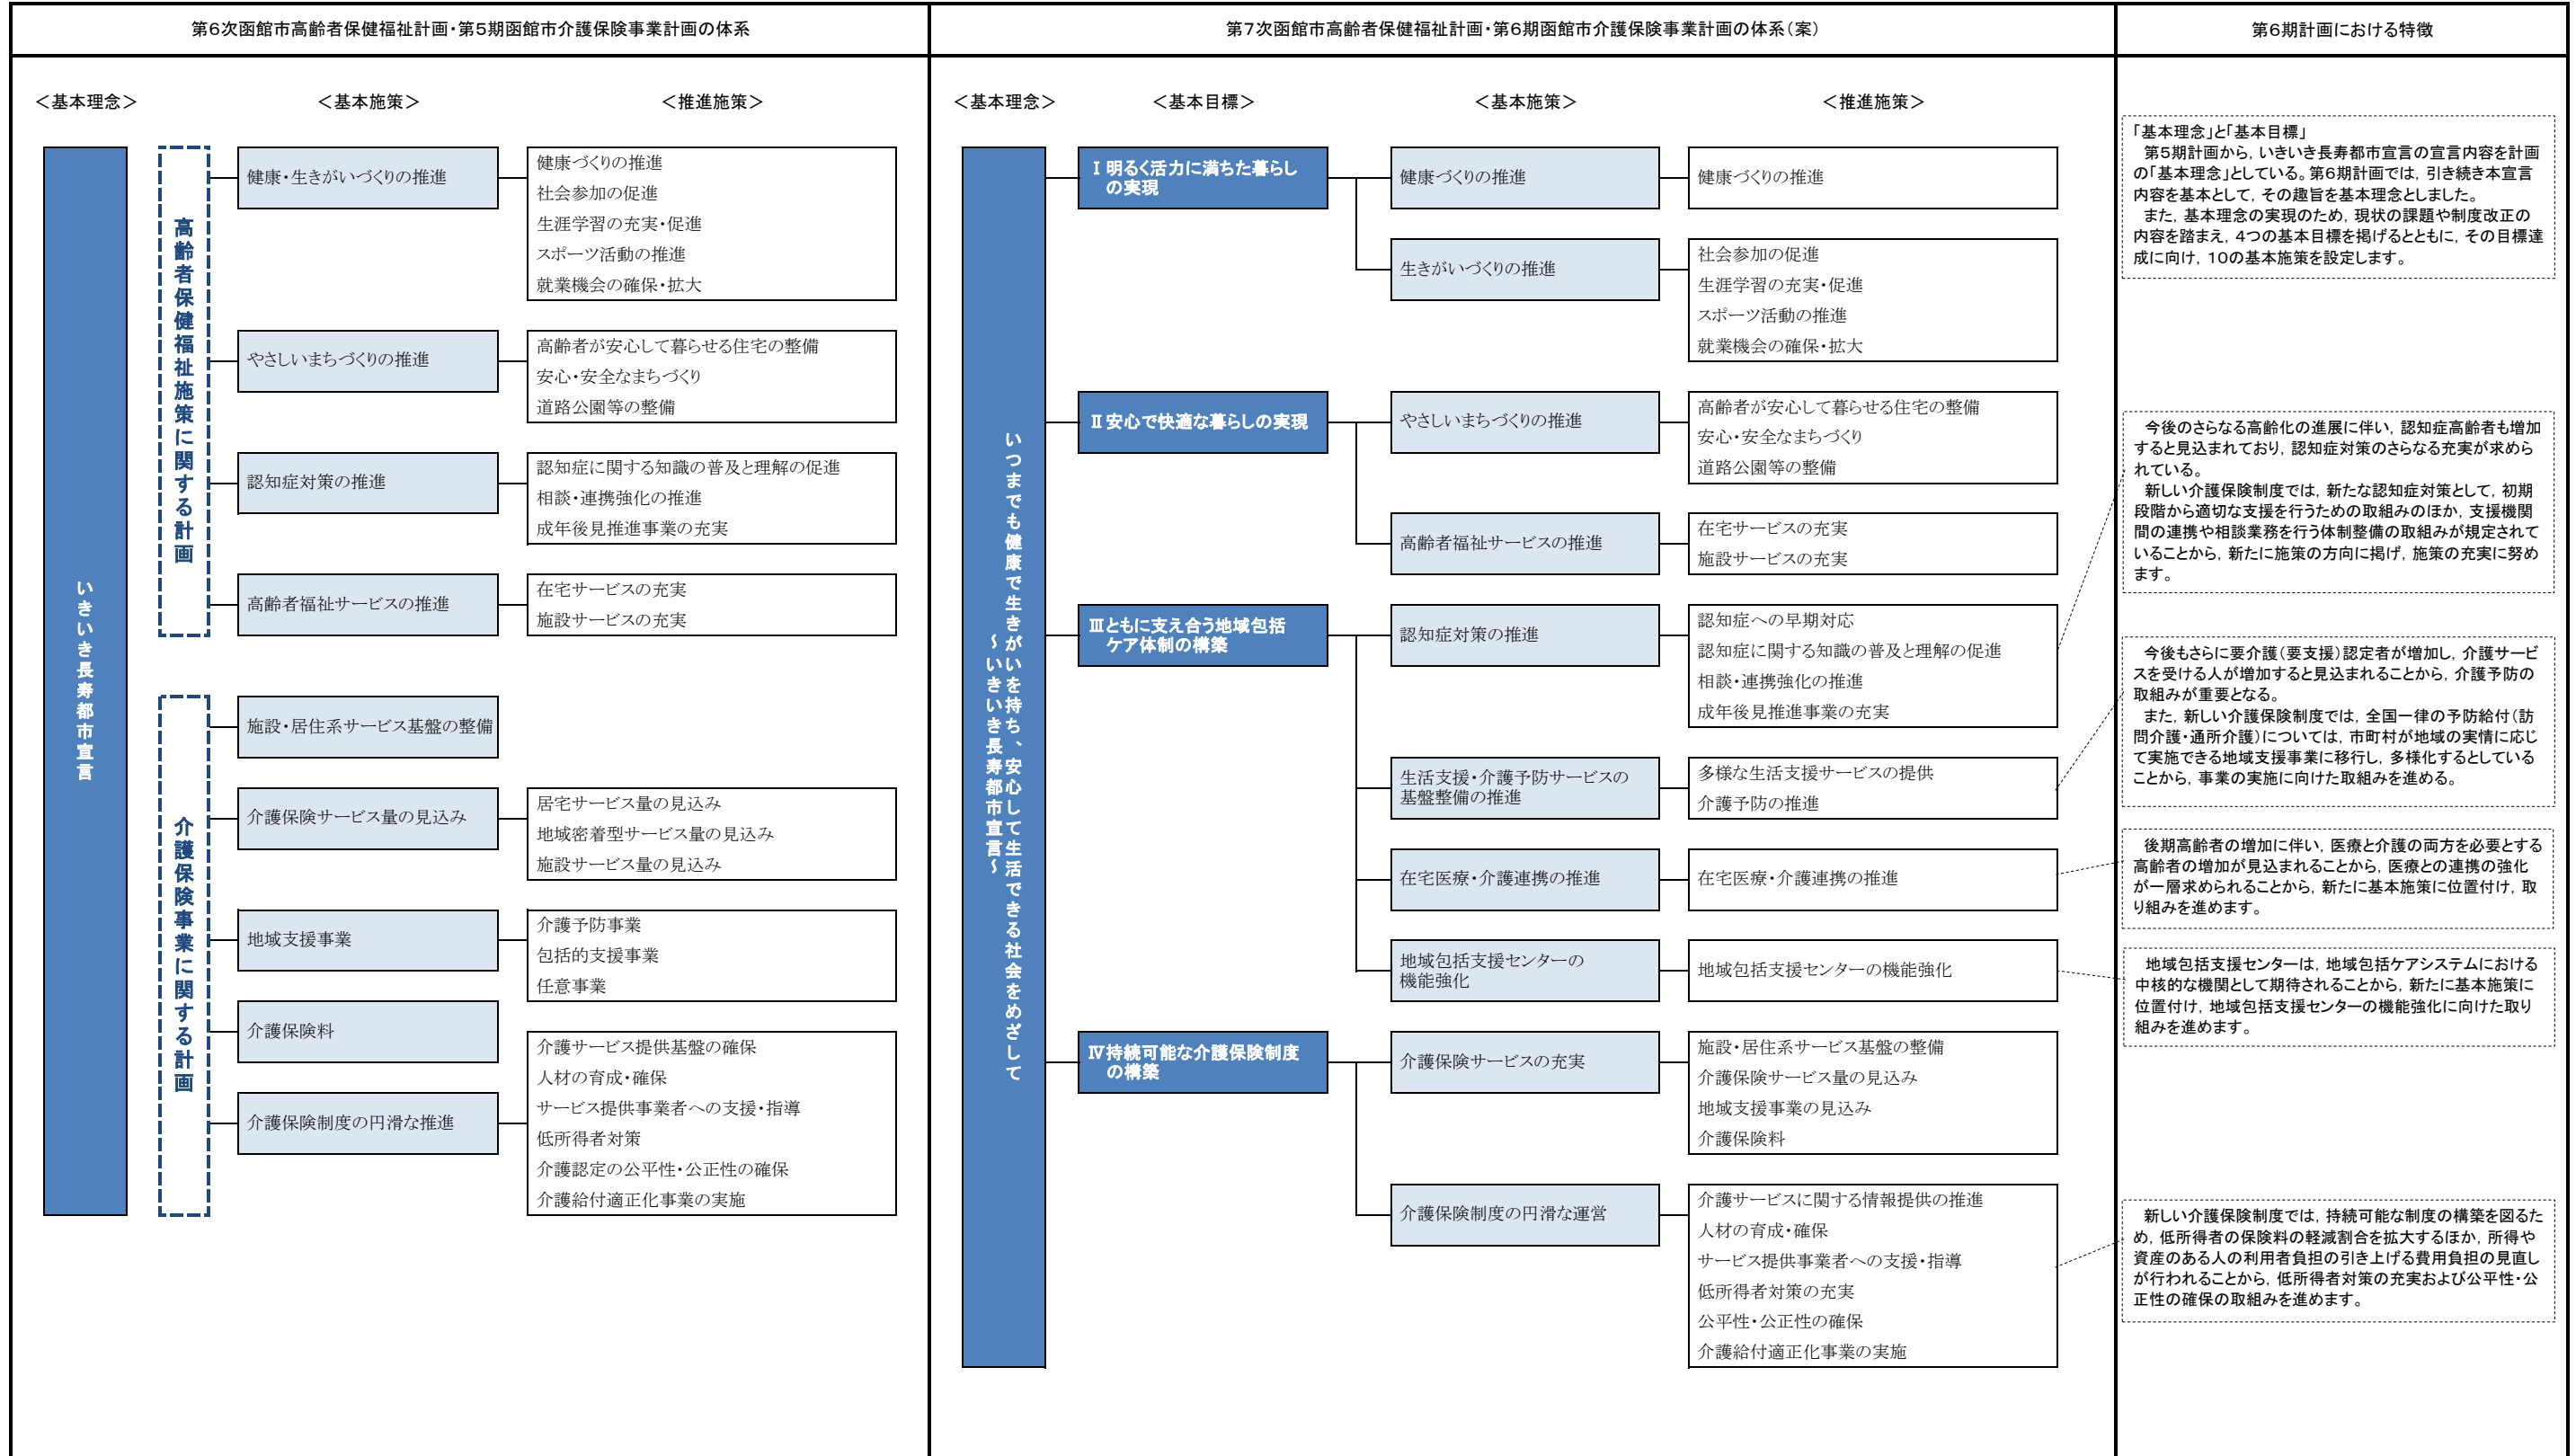 第6次函館市高齢者保健福祉計画・第5期函館市介護保険事業計画の体系
＜基本理念＞
＜基本施策＞
＜推進施策＞
いきいき長寿都市宣言
高齢者保健福祉施策に関する計画
健康・生きがいづくりの推進
健康づくりの推進
社会参加の促進
生涯学習の充実・促進
スポーツ活動の推進
就業機会の確保・拡大
やさしいまちづくりの推進
高齢者が安心して暮らせる住宅の整備
安心・安全なまちづくり
道路公園等の整備
認知症対策の推進
認知症に関する知識の普及と理解の促進
相談・連携強化の推進
成年後見推進事業の充実
高齢者福祉サービスの推進
在宅サービスの充実
施設サービスの充実
介護保険事業に関する計画
施設・居住系サービス基盤の整備
介護保険サービス量の見込み
居宅サービス量の見込み
地域密着型サービス量の見込み
施設サービス量の見込み
地域支援事業
介護予防事業
包括的支援事業
任意事業
介護保険料
介護保険制度の円滑な推進
介護サービス提供基盤の確保
人材の育成・確保
サービス提供事業者への支援・指導
低所得者対策
介護認定の公平性・公正性の確保
介護給付適正化事業の実施
第7次函館市高齢者保健福祉計画・第6期函館市介護保険事業計画の体系（案）
＜基本理念＞
＜基本目標＞
＜基本施策＞
＜推進施策＞
いつまでも健康で生きがいを持ち、安心して生活できる社会をめざして
～いきいき長寿都市宣言～
Ⅰ 明るく活力に満ちた暮らし
の実現
健康づくりの推進
健康づくりの推進
生きがいづくりの推進
社会参加の促進
生涯学習の充実・促進
スポーツ活動の推進
就業機会の確保・拡大
Ⅱ 安心で快適な暮らしの実現
やさしいまちづくりの推進
高齢者が安心して暮らせる住宅の整備
安心・安全なまちづくり
道路公園等の整備
高齢者福祉サービスの推進
在宅サービスの充実
施設サービスの充実
Ⅲともに支え合う地域包括
ケア体制の構築
認知症対策の推進
認知症への早期対応
認知症に関する知識の普及と理解の促進
相談・連携強化の推進
成年後見推進事業の充実
生活支援・介護予防サービスの
基盤整備の推進
多様な生活支援サービスの提供
介護予防の推進
在宅医療・介護連携の推進
在宅医療・介護連携の推進
地域包括支援センターの
機能強化
地域包括支援センターの機能強化
Ⅳ持続可能な介護保険制度
の構築
介護保険サービスの充実
施設・居住系サービス基盤の整備
介護保険サービス量の見込み
地域支援事業の見込み
介護保険料
介護保険制度の円滑な運営
介護サービスに関する情報提供の推進
人材の育成・確保
サービス提供事業者への支援・指導
低所得者対策の充実
公平性・公正性の確保
介護給付適正化事業の実施
第6期計画における特徴
「基本理念」と「基本目標」
第5期計画から，いきいき長寿都市宣言の宣言内容を計画
の「基本理念」としている。第6期計画では，引き続き本宣言
内容を基本として，その趣旨を基本理念としました。
また，基本理念の実現のため，現状の課題や制度改正の
内容を踏まえ，4つの基本目標を掲げるとともに，その目標達
成に向け，10の基本施策を設定します。
今後のさらなる高齢化の進展に伴い，認知症高齢者も増加
すると見込まれており，認知症対策のさらなる充実が求めら
れている。
新しい介護保険制度では，新たな認知症対策として，初期
段階から適切な支援を行うための取組みのほか，支援機関
間の連携や相談業務を行う体制整備の取組みが規定されて
いることから，新たに施策の方向に掲げ，施策の充実に努め
ます。
今後もさらに要介護（要支援）認定者が増加し，介護サービ
スを受ける人が増加すると見込まれることから，介護予防の
取組みが重要となる。
また，新しい介護保険制度では，全国一律の予防給付（訪
問介護・通所介護）については，市町村が地域の実情に応じ
て実施できる地域支援事業に移行し，多様化するとしている
ことから，事業の実施に向けた取組みを進める。
後期高齢者の増加に伴い，医療と介護の両方を必要とする
高齢者の増加が見込まれることから，医療との連携の強化
が一層求められることから，新たに基本施策に位置付け，取
り組みを進めます。
地域包括支援センターは，地域包括ケアシステムにおける
中核的な機関として期待されることから，新たに基本施策に
位置付け，地域包括支援センターの機能強化に向けた取り
組みを進めます。
新しい介護保険制度では，持続可能な制度の構築を図るた
め，低所得者の保険料の軽減割合を拡大するほか，所得や
資産のある人の利用者負担の引き上げる費用負担の見直し
が行われることから，低所得者対策の充実および公平性・公
正性の確保の取組みを進めます。